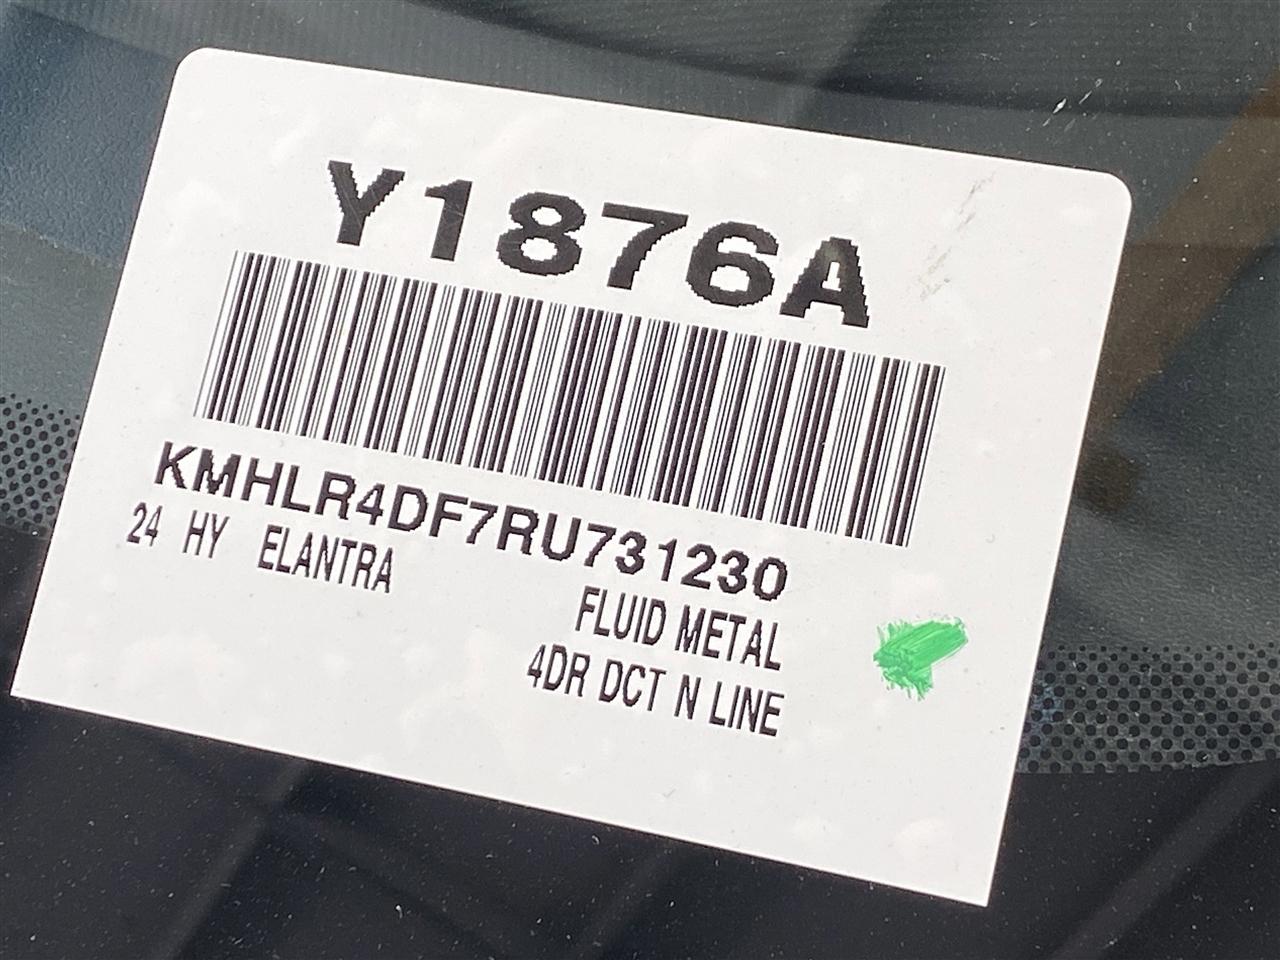 Y1876A
KMHLR4DF7RU731230
24 HY ELANTRA
FLUID METAL
4DR DCT N LINE